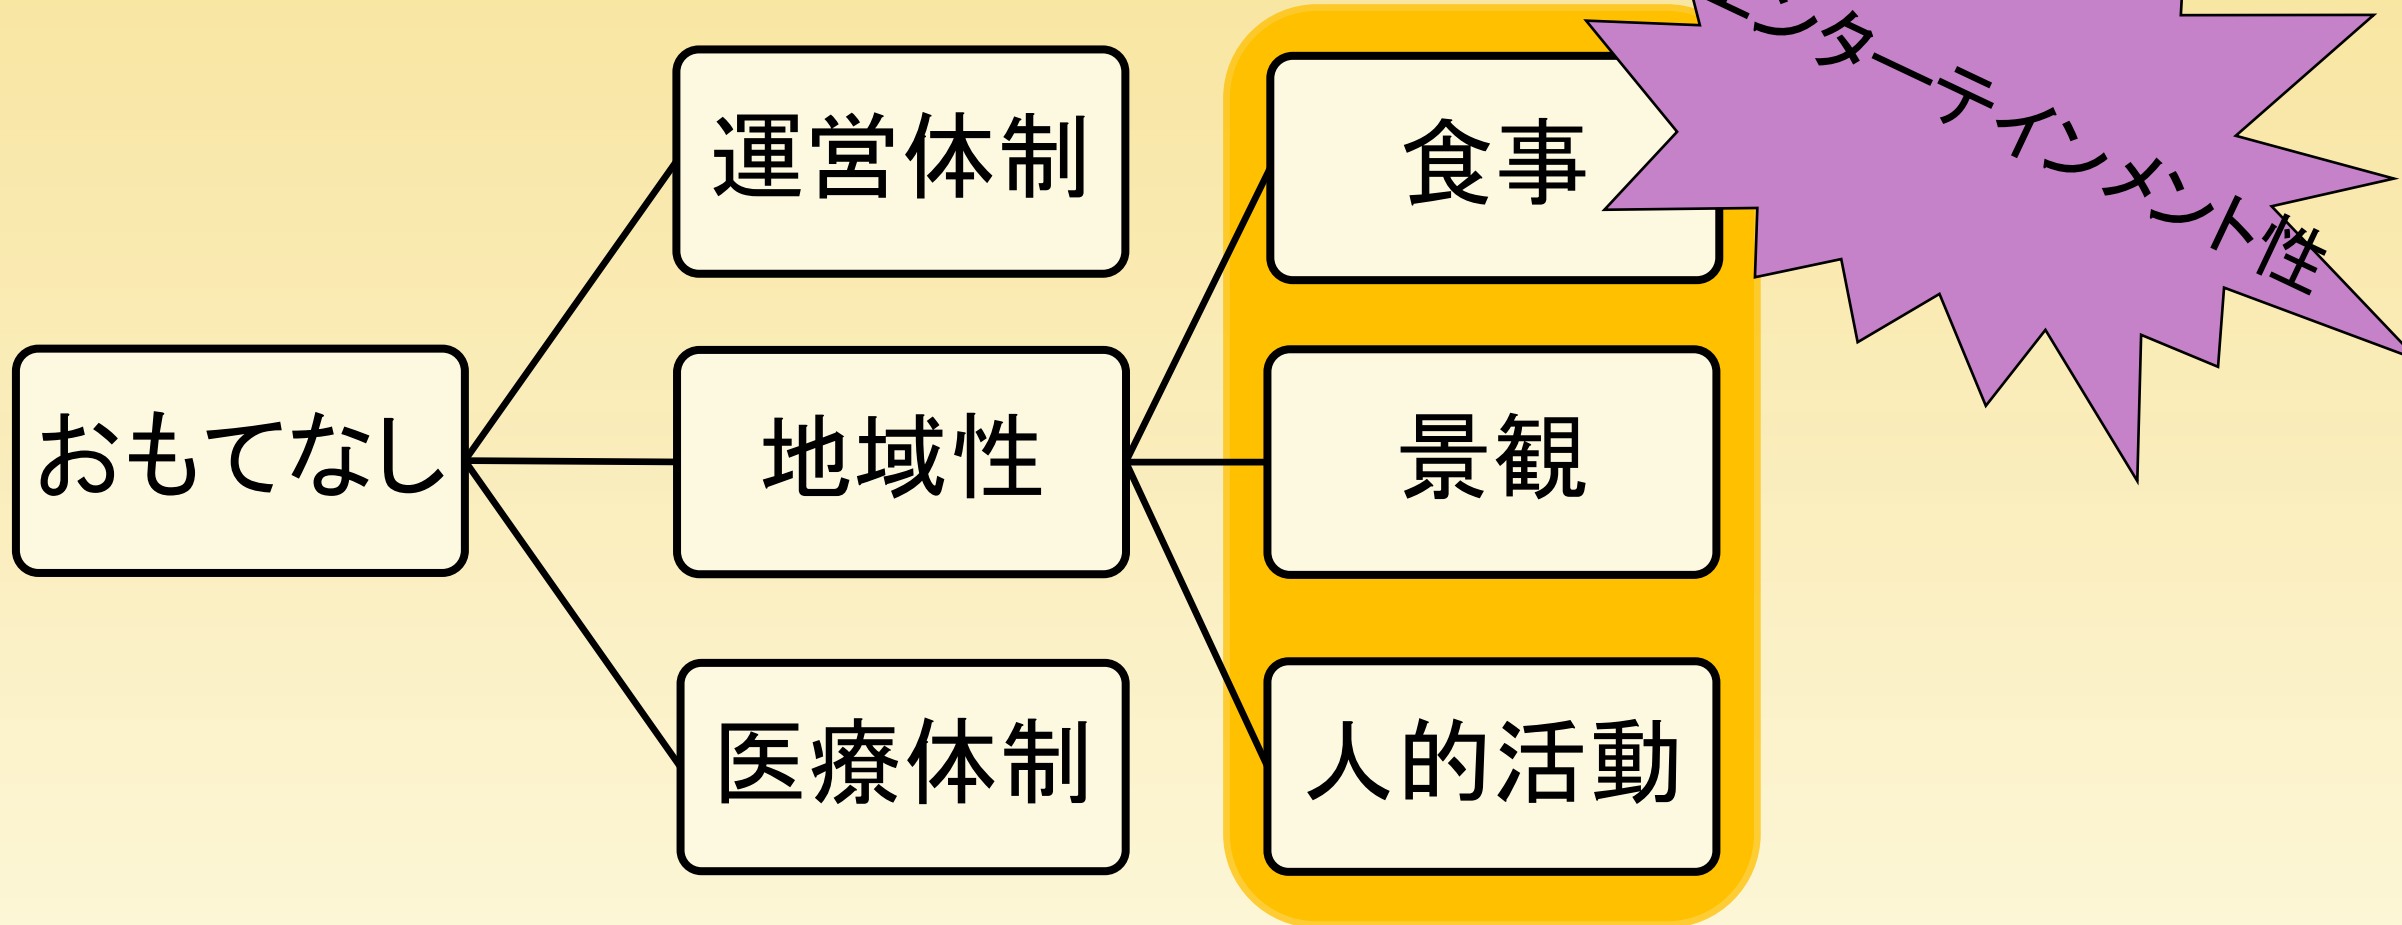 おもてなし
運営体制
地域性
医療体制
食事
景観
人的活動
エンターテインメント性